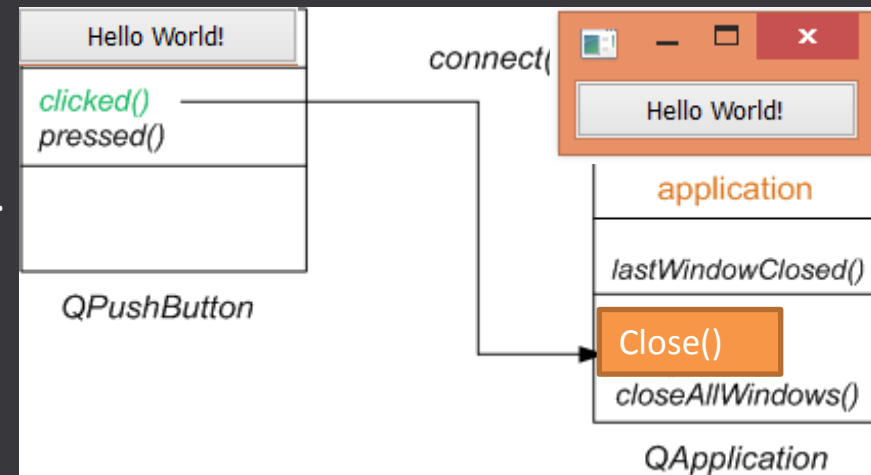 Hello World!
clicked()
pressed()
QPushButton
connect(
Hello World!
application
lastWindowClosed()
Close()
closeAllWindows()
QApplication